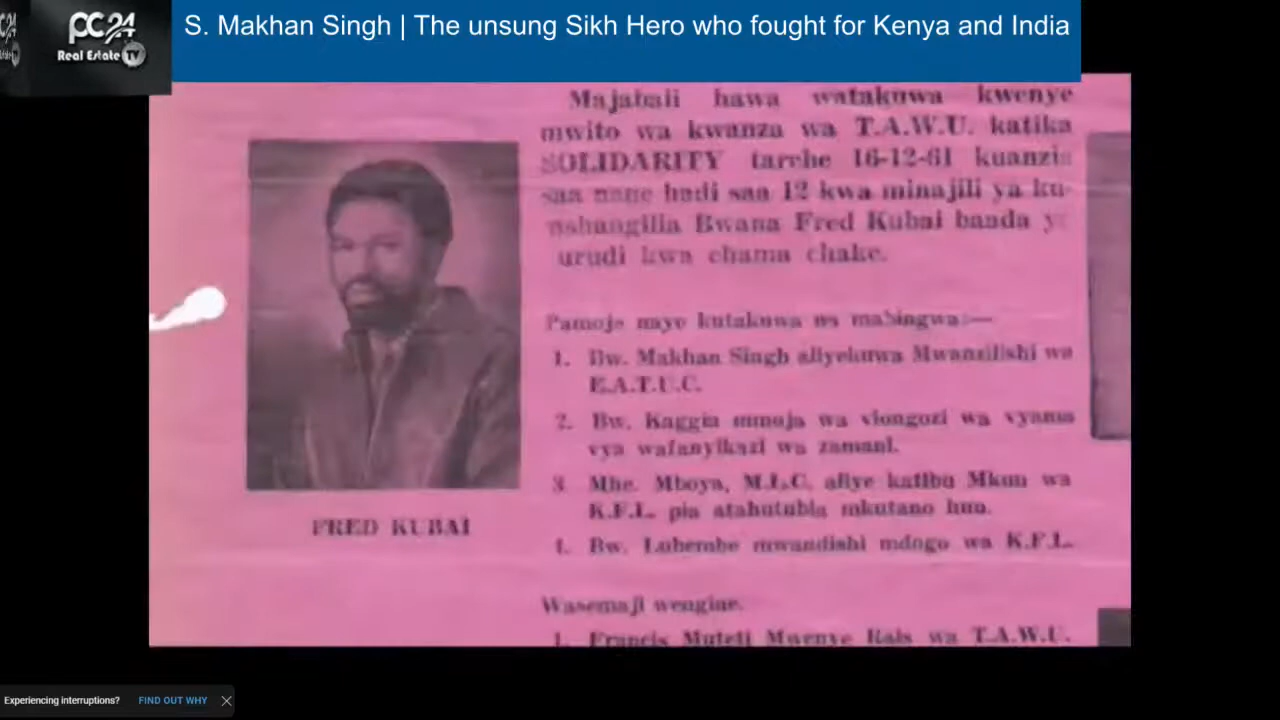 PC24
Real Estate TV
S. Makhan Singh | The unsung Sikh Hero who fought for Kenya and India
Majabali hawa watakuwa kwenye
mwito wa kwanza wa T.A.W.U. katika
SOLIDARITY tarehe 16-12-61 kuanzia
saa nane hadi saa 12 kwa minajili ya ku-
nshangilia Bwana Fred Kubai baada y
urudi kwa chama chake.
Pamoja naye kutakuwa na mabingwa:—
1. Bw. Makhan Singh aliyekuwa Mwanzilishi wa
E.A.T.U.C.
2. Bw. Kaggia mmoja wa viongozi wa vyama
vya wafanyikazi wa zamani.
3 Mhe. Mboya, M.L.C. aliye katibu Mkuu wa
K.F.L. pia atahutubia mkutano huo.
4. Bw. Lubembe mwandishi mdogo wa K.F.L.
FRED KUBAI
Wasemaji wengine.
1. Francis Muteti Mwenye Rais wa T.A.W.U.
Experiencing interruptions? FIND OUT WHY